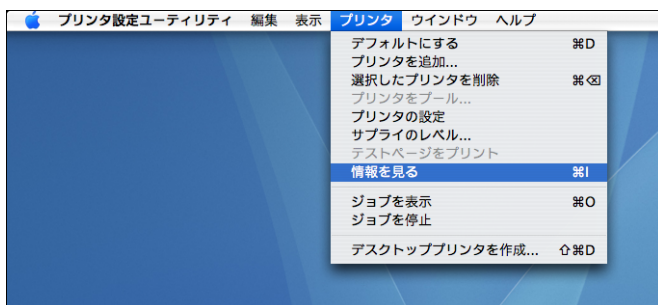 プリンタ設定ユーティリティ 編集 表示 プリンタ ウインドウ ヘルプ
デフォルトにする ⌘D
プリンタを追加...
選択したプリンタを削除 ⌘⌫
プリンタをプール...
プリンタの設定
サプライのレベル...
テストページをプリント
情報を見る ⌘I
ジョブを表示 ⌘O
ジョブを停止
デスクトッププリンタを作成... ⇧⌘D